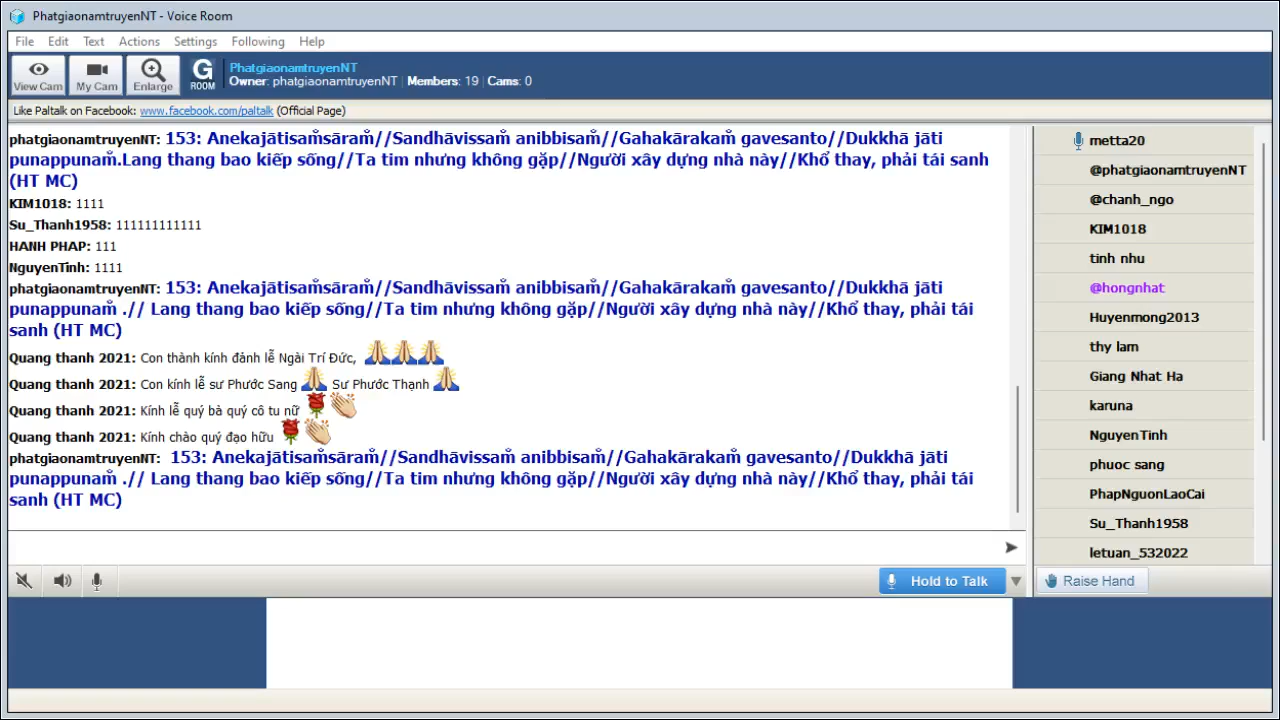 PhatgiaonamtruyenNT - Voice Room
File Edit Text Actions Settings Following Help
View Cam My Cam Enlarge G ROOM
PhatgiaonamtruyenNT
Owner: phatgiaonamtruyenNT | Members: 19 | Cams: 0
Like Paltalk on Facebook: www.facebook.com/paltalk (Official Page)
phatgiaonamtruyenNT: 153: Anekajātisaṁsāraṁ//Sandhāvissaṁ anibbisaṁ//Gahakārakaṁ gavesanto//Dukkhā jāti
punappunaṁ.Lang thang bao kiếp sống//Ta tìm nhưng không gặp//Người xây dựng nhà này//Khổ thay, phải tái sanh
(HT MC)
KIM1018: 1111
Su_Thanh1958: 111111111111
HANH PHAP: 111
NguyenTinh: 1111
phatgiaonamtruyenNT: 153: Anekajātisaṁsāraṁ//Sandhāvissaṁ anibbisaṁ//Gahakārakaṁ gavesanto//Dukkhā jāti
punappunaṁ .// Lang thang bao kiếp sống//Ta tìm nhưng không gặp//Người xây dựng nhà này//Khổ thay, phải tái
sanh (HT MC)
Quang thanh 2021: Con thành kính đảnh lễ Ngài Trí Đức, 🙏🙏🙏
Quang thanh 2021: Con kính lễ sư Phước Sang 🙏 Sư Phước Thạnh 🙏
Quang thanh 2021: Kính lễ quý bà quý cô tu nữ 🌹👏
Quang thanh 2021: Kính chào quý đạo hữu 🌹👏
phatgiaonamtruyenNT: 153: Anekajātisaṁsāraṁ//Sandhāvissaṁ anibbisaṁ//Gahakārakaṁ gavesanto//Dukkhā jāti
punappunaṁ .// Lang thang bao kiếp sống//Ta tìm nhưng không gặp//Người xây dựng nhà này//Khổ thay, phải tái
sanh (HT MC)
Hold to Talk
metta20
@phatgiaonamtruyenNT
@chanh_ngo
KIM1018
tinh nhu
@hongnhat
Huyenmong2013
thy lam
Giang Nhat Ha
karuna
NguyenTinh
phuoc sang
PhapNguonLaoCai
Su_Thanh1958
letuan_532022
Raise Hand